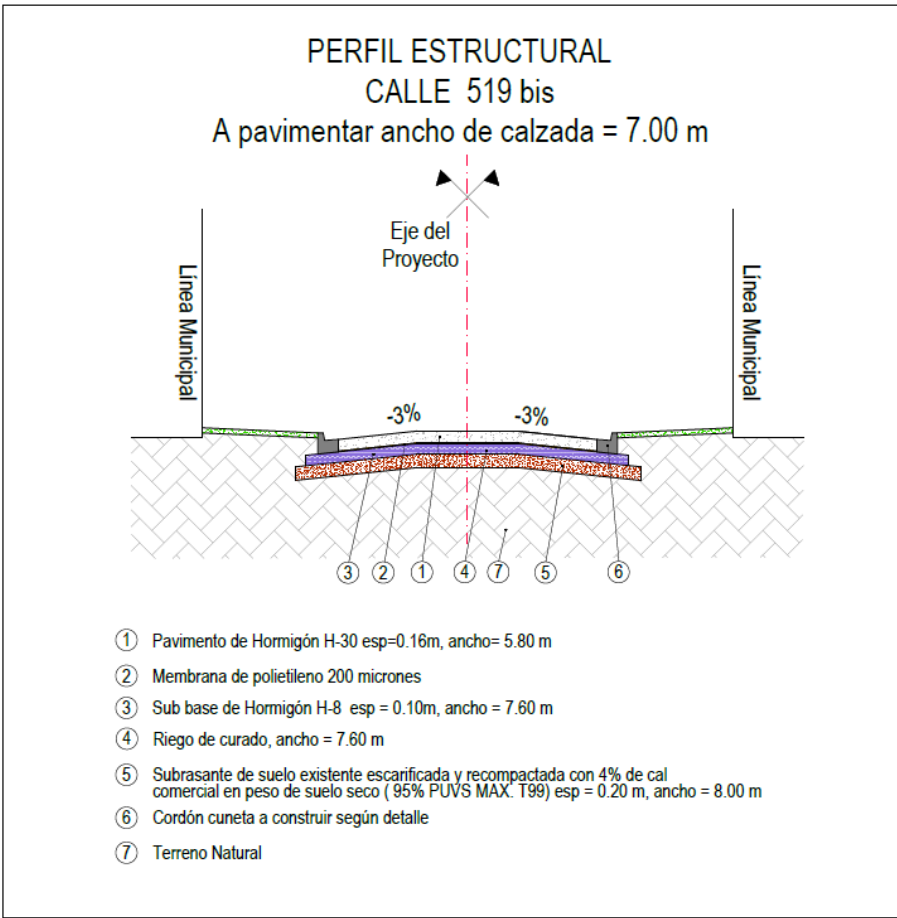 PERFIL ESTRUCTURAL
CALLE 519 bis
A pavimentar ancho de calzada = 7.00 m
Eje del
Proyecto
Línea Municipal
Línea Municipal
-3%
-3%
3 2 1 4 7 5 6
1 Pavimento de Hormigón H-30 esp=0.16m, ancho= 5.80 m
2 Membrana de polietileno 200 micrones
3 Sub base de Hormigón H-8 esp = 0.10m, ancho = 7.60 m
4 Riego de curado, ancho = 7.60 m
5 Subrasante de suelo existente escarificada y recompactada con 4% de cal
comercial en peso de suelo seco ( 95% PUVS MAX. T99) esp = 0.20 m, ancho = 8.00 m
6 Cordón cuneta a construir según detalle
7 Terreno Natural